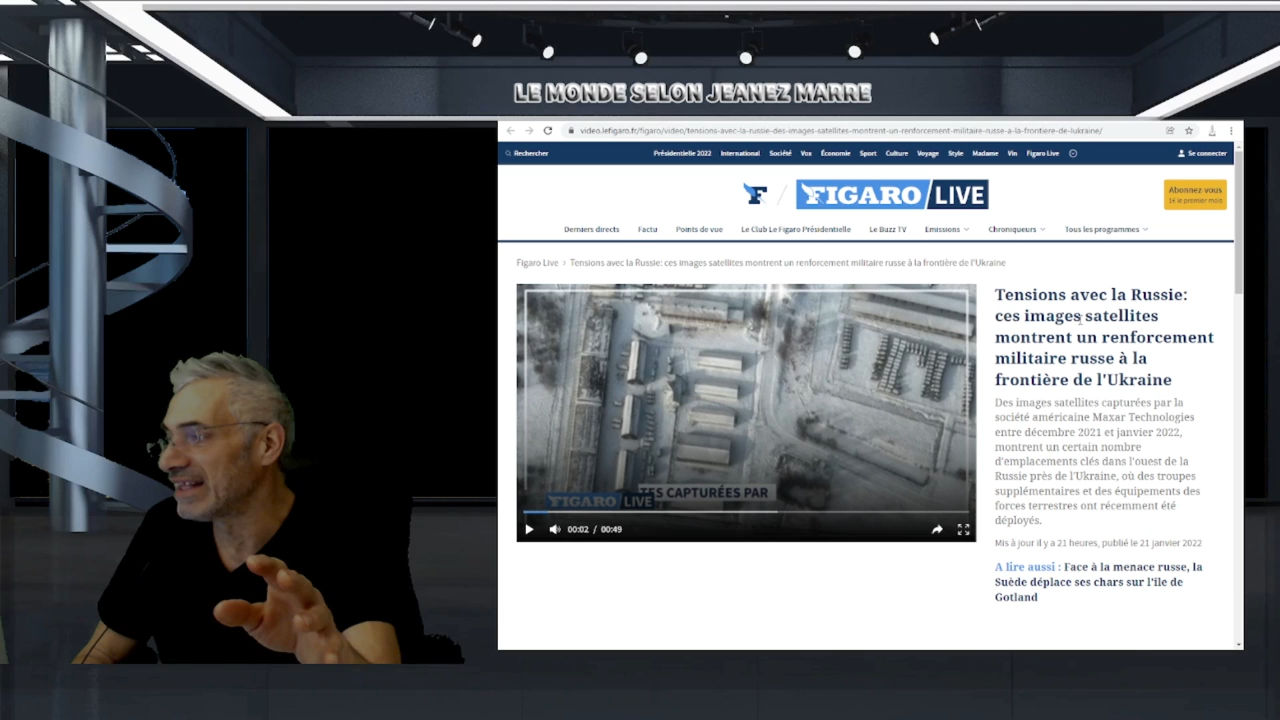 LE MONDE SELON JEANEZ MARRE
video.lefigaro.fr/figaro/video/tensions-avec-la-russie-des-images-satellites-montrent-un-renforcement-militaire-russe-a-la-frontiere-de-lukraine/
Rechercher Présidentielle 2022 International Société Vox Économie Sport Culture Voyage Style Madame Vin Figaro Live Se connecter
F / FIGARO/LIVE
Abonnez-vous
1€ le premier mois
Derniers directs Factu Points de vue Le Club Le Figaro Présidentielle Le Buzz TV Emissions Chroniqueurs Tous les programmes
Figaro Live > Tensions avec la Russie: ces images satellites montrent un renforcement militaire russe à la frontière de l'Ukraine
TES CAPTURÉES PAR
FIGARO LIVE
00:02 / 00:49
Tensions avec la Russie:
ces images satellites
montrent un renforcement
militaire russe à la
frontière de l'Ukraine
Des images satellites capturées par la
société américaine Maxar Technologies
entre décembre 2021 et janvier 2022,
montrent un certain nombre
d'emplacements clés dans l'ouest de la
Russie près de l'Ukraine, où des troupes
supplémentaires et des équipements des
forces terrestres ont récemment été
déployés.
Mis à jour il y a 21 heures, publié le 21 janvier 2022
A lire aussi : Face à la menace russe, la
Suède déplace ses chars sur l'île de
Gotland